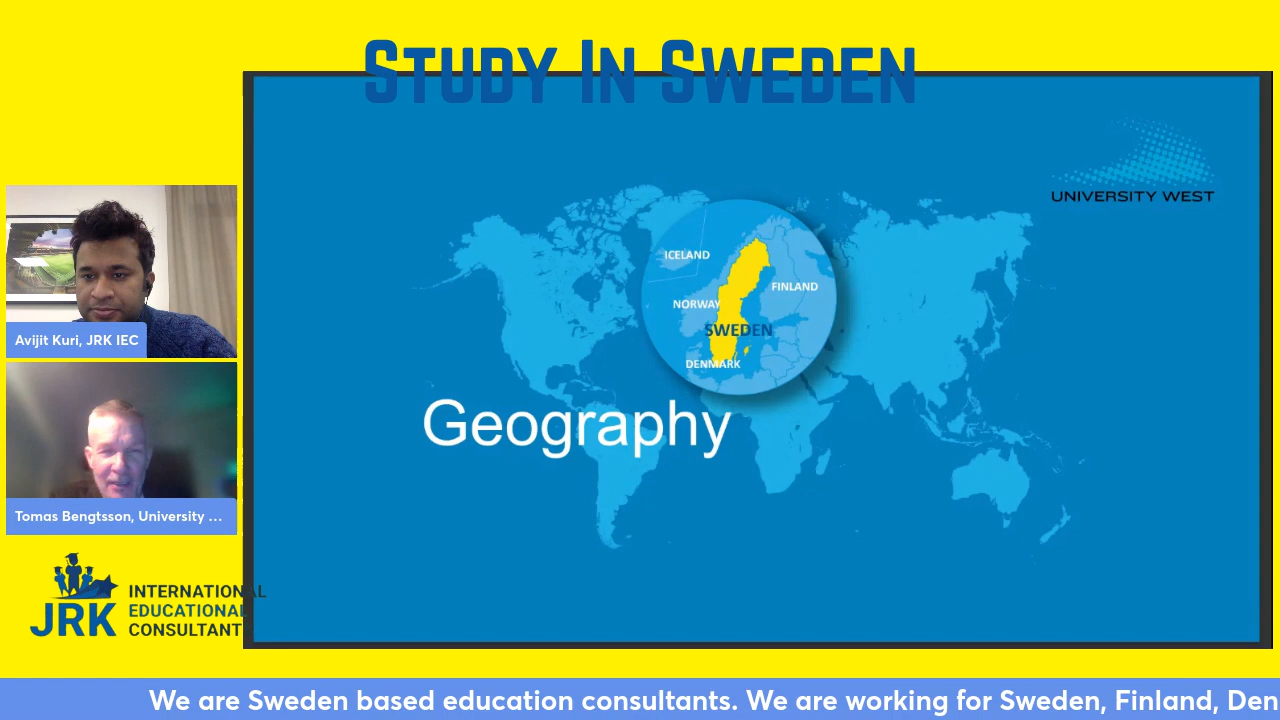 Study In Sweden
UNIVERSITY WEST
ICELAND
FINLAND
NORWAY
SWEDEN
DENMARK
Geography
Avijit Kuri, JRK IEC
Tomas Bengtsson, University ...
JRK
INTERNATIONAL
EDUCATIONAL
CONSULTANT
We are Sweden based education consultants. We are working for Sweden, Finland, Den